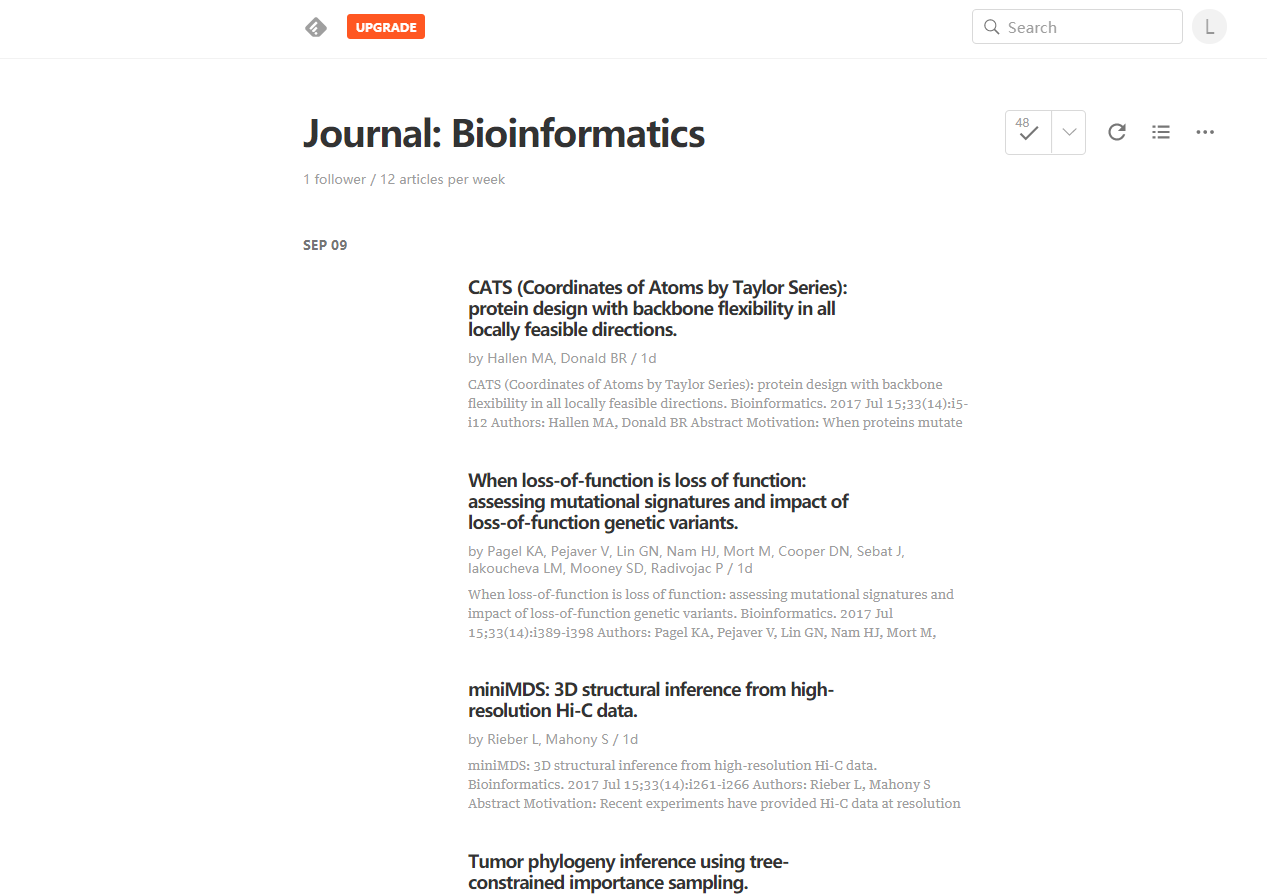 UPGRADE
Search
L
Journal: Bioinformatics
48
1 follower / 12 articles per week
SEP 09
CATS (Coordinates of Atoms by Taylor Series):
protein design with backbone flexibility in all
locally feasible directions.
by Hallen MA, Donald BR / 1d
CATS (Coordinates of Atoms by Taylor Series): protein design with backbone
flexibility in all locally feasible directions. Bioinformatics. 2017 Jul 15;33(14):i5-
i12 Authors: Hallen MA, Donald BR Abstract Motivation: When proteins mutate
When loss-of-function is loss of function:
assessing mutational signatures and impact of
loss-of-function genetic variants.
by Pagel KA, Pejaver V, Lin GN, Nam HJ, Mort M, Cooper DN, Sebat J,
Iakoucheva LM, Mooney SD, Radivojac P / 1d
When loss-of-function is loss of function: assessing mutational signatures and
impact of loss-of-function genetic variants. Bioinformatics. 2017 Jul
15;33(14):i389-i398 Authors: Pagel KA, Pejaver V, Lin GN, Nam HJ, Mort M,
miniMDS: 3D structural inference from high-
resolution Hi-C data.
by Rieber L, Mahony S / 1d
miniMDS: 3D structural inference from high-resolution Hi-C data.
Bioinformatics. 2017 Jul 15;33(14):i261-i266 Authors: Rieber L, Mahony S
Abstract Motivation: Recent experiments have provided Hi-C data at resolution
Tumor phylogeny inference using tree-
constrained importance sampling.